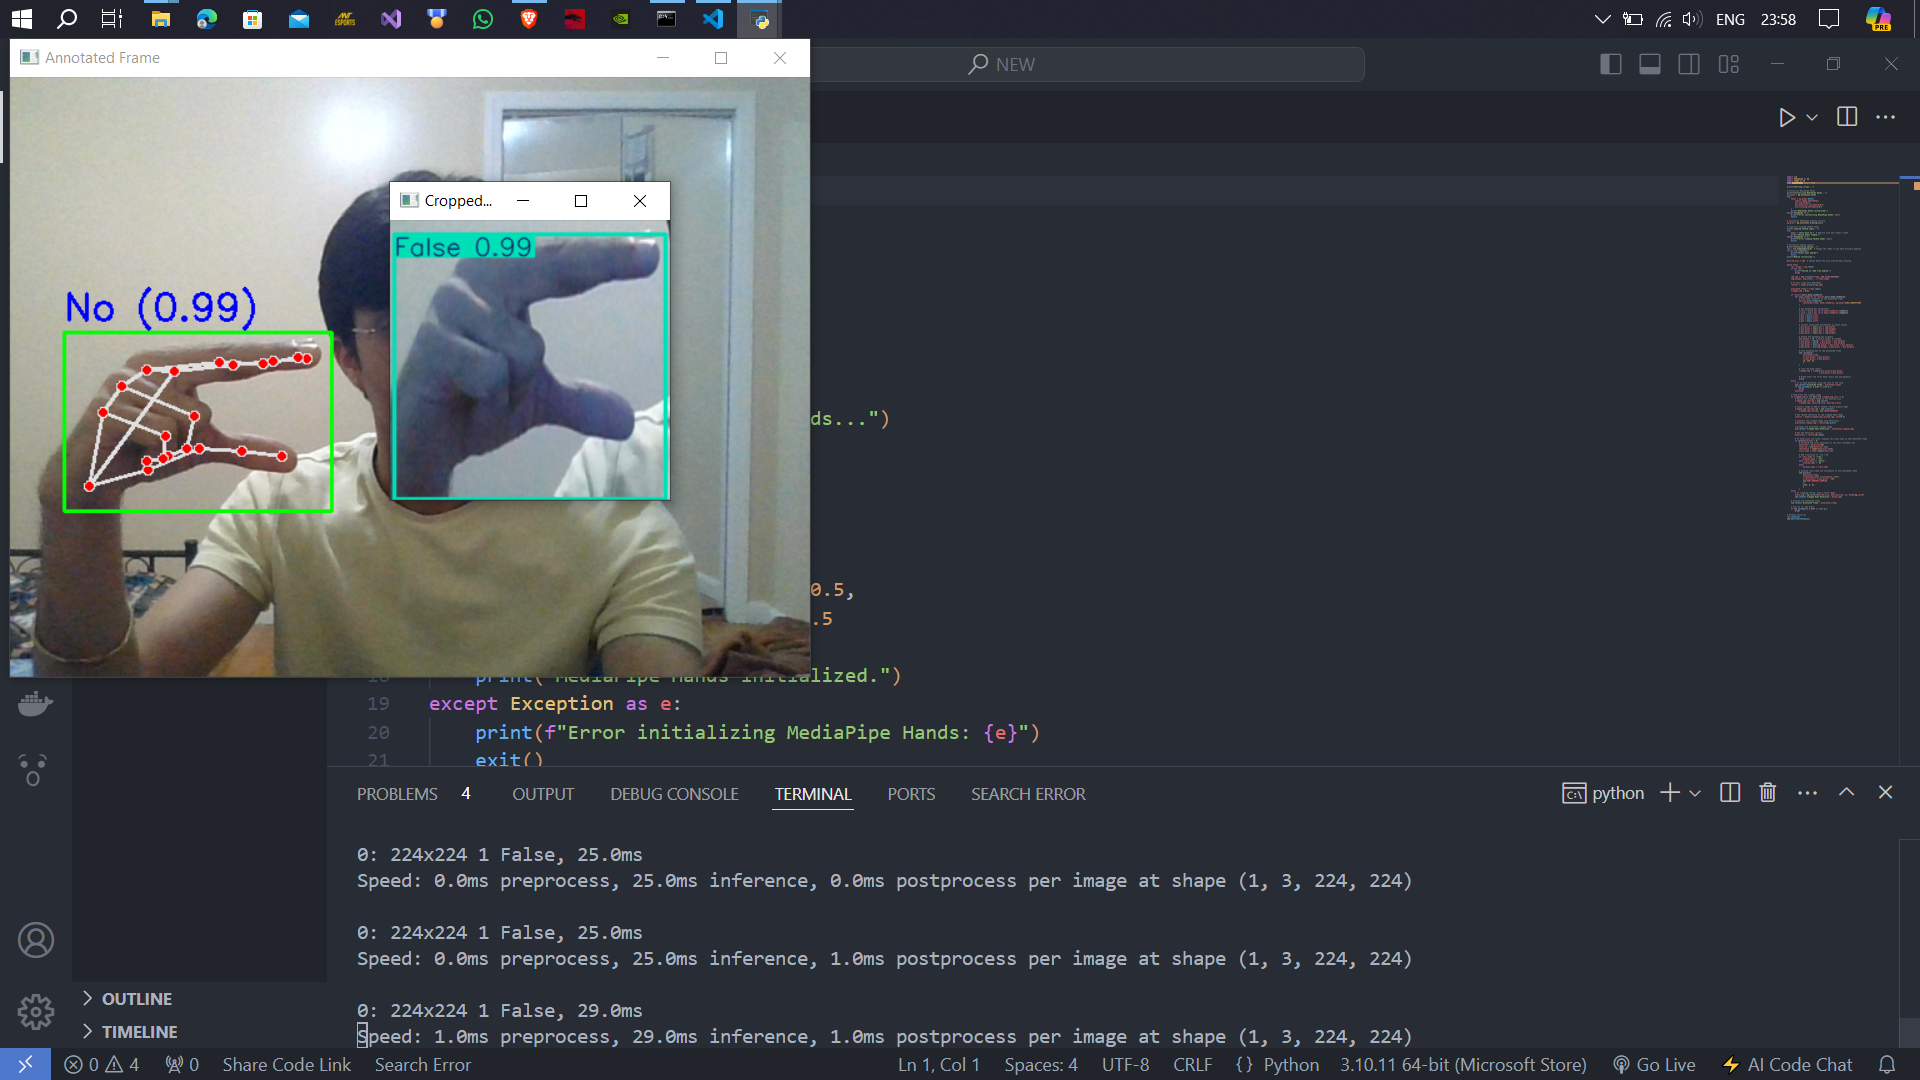 ENG
23:58
PRE
Annotated Frame
NEW
Cropped...
False 0.99
No (0.99)
ds...")
0.5,
.5
18 print("MediaPipe Hands initialized.")
19 except Exception as e:
20 print(f"Error initializing MediaPipe Hands: {e}")
21 exit()
PROBLEMS 4 OUTPUT DEBUG CONSOLE TERMINAL PORTS SEARCH ERROR
python
0: 224x224 1 False, 25.0ms
Speed: 0.0ms preprocess, 25.0ms inference, 0.0ms postprocess per image at shape (1, 3, 224, 224)
0: 224x224 1 False, 25.0ms
Speed: 0.0ms preprocess, 25.0ms inference, 1.0ms postprocess per image at shape (1, 3, 224, 224)
0: 224x224 1 False, 29.0ms
Speed: 1.0ms preprocess, 29.0ms inference, 1.0ms postprocess per image at shape (1, 3, 224, 224)
OUTLINE
TIMELINE
0 4 0 Share Code Link Search Error Ln 1, Col 1 Spaces: 4 UTF-8 CRLF {} Python 3.10.11 64-bit (Microsoft Store) Go Live AI Code Chat